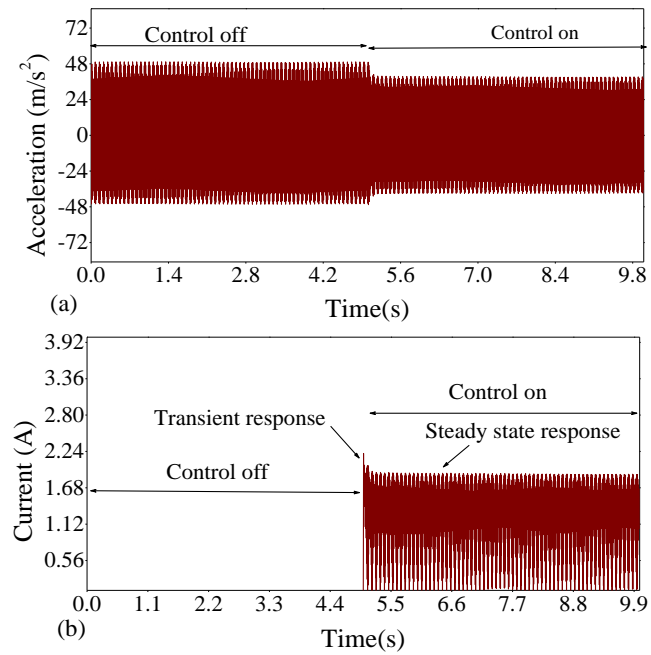 72
Control off
Control on
48
24
0
-24
-48
-72
Acceleration (m/s²)
0.0 1.4 2.8 4.2 5.6 7.0 8.4 9.8
(a)
Time(s)
3.92
3.36
2.80
2.24
1.68
1.12
0.56
Current (A)
Control on
Transient response
Steady state response
Control off
0.0 1.1 2.2 3.3 4.4 5.5 6.6 7.7 8.8 9.9
(b)
Time(s)